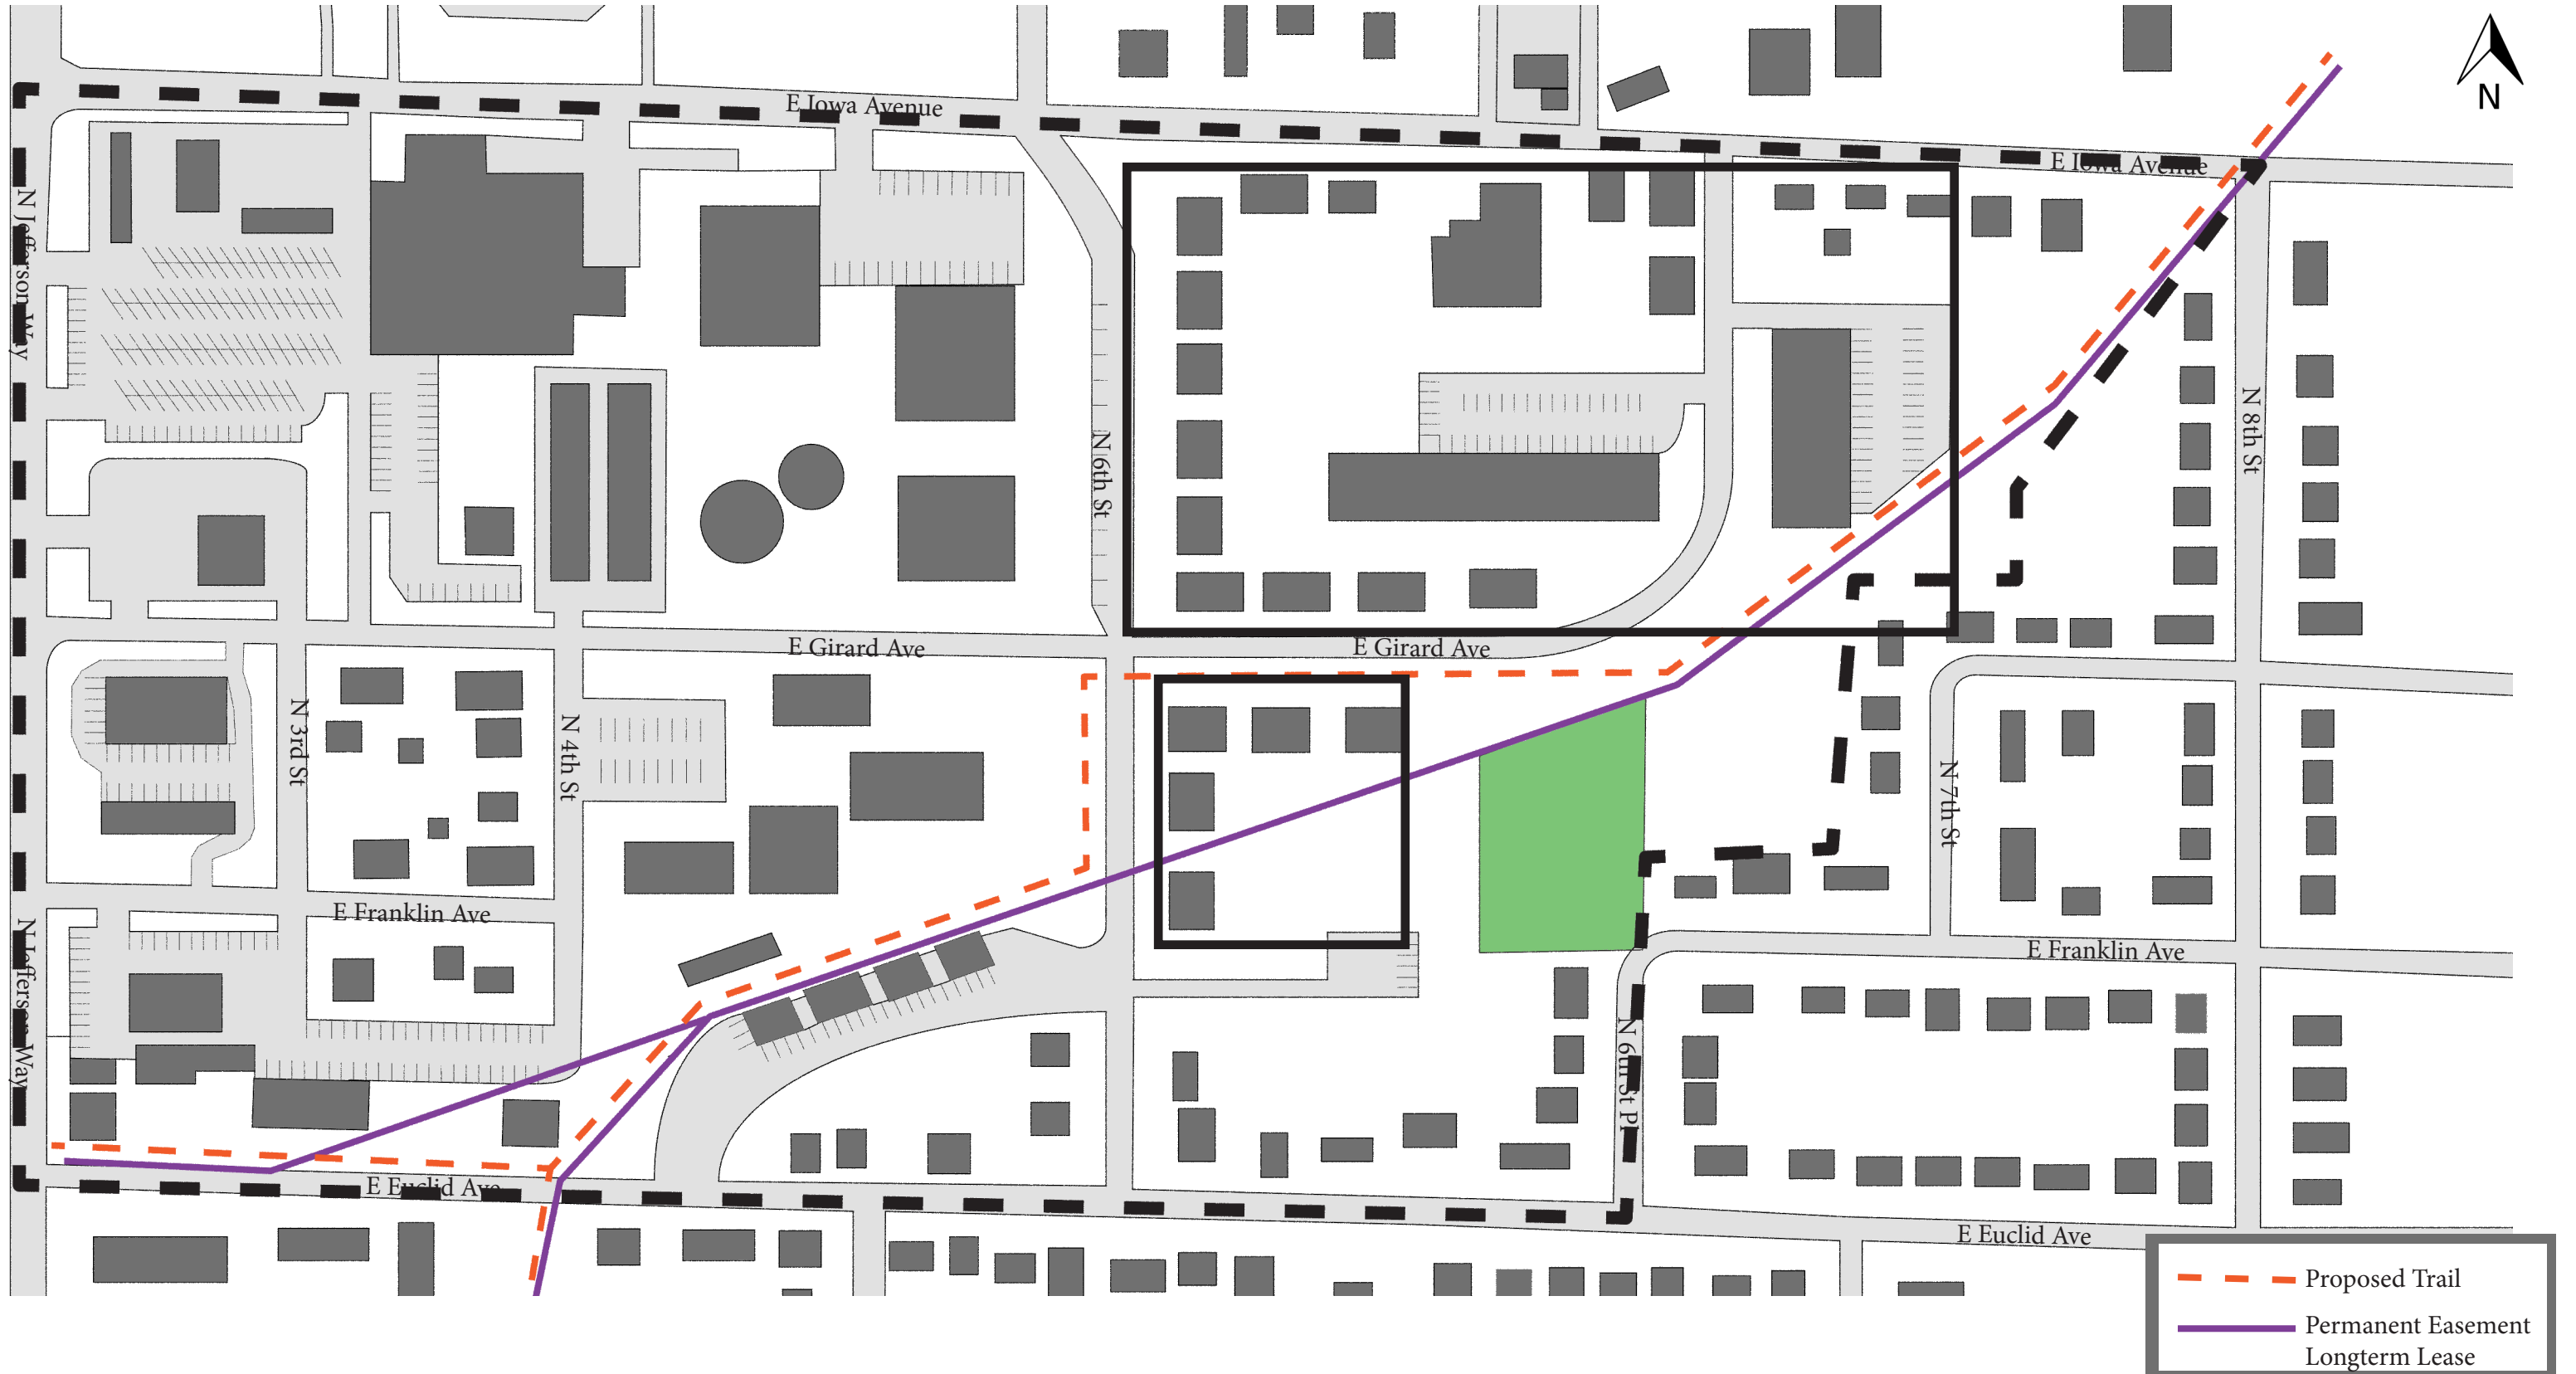 E Iowa Avenue
N
E Iowa Avenue
N Jefferson Way
N 8th St
N 6th St
E Girard Ave
E Girard Ave
N 3rd St
N 4th St
N 7th St
E Franklin Ave
E Franklin Ave
N Jefferson Way
N 6th St Pl
E Euclid Ave
E Euclid Ave
Proposed Trail
Permanent Easement
Longterm Lease